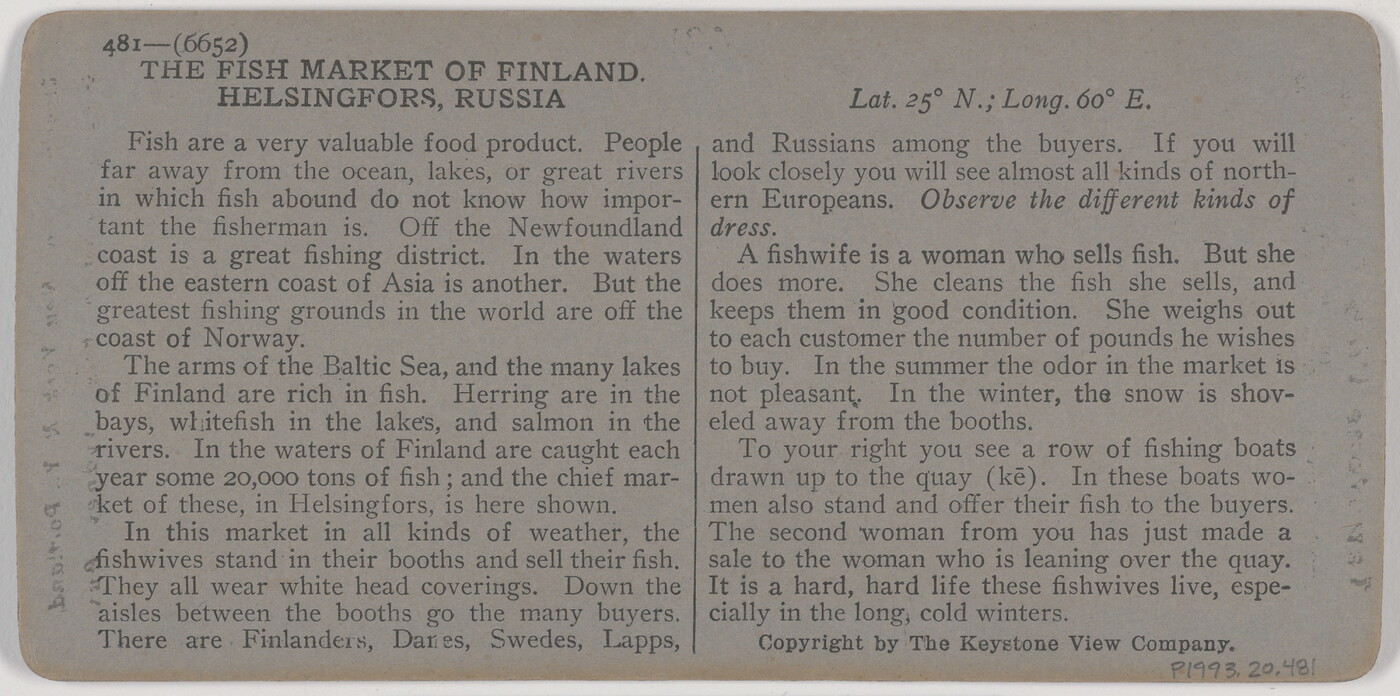 481—(6652)
THE FISH MARKET OF FINLAND.
HELSINGFORS, RUSSIA
Lat. 25° N.; Long. 60° E.
Fish are a very valuable food product. People
far away from the ocean, lakes, or great rivers
in which fish abound do not know how impor-
tant the fisherman is. Off the Newfoundland
coast is a great fishing district. In the waters
off the eastern coast of Asia is another. But the
greatest fishing grounds in the world are off the
coast of Norway.
The arms of the Baltic Sea, and the many lakes
of Finland are rich in fish. Herring are in the
bays, whitefish in the lakes, and salmon in the
rivers. In the waters of Finland are caught each
year some 20,000 tons of fish; and the chief mar-
ket of these, in Helsingfors, is here shown.
In this market in all kinds of weather, the
fishwives stand in their booths and sell their fish.
They all wear white head coverings. Down the
aisles between the booths go the many buyers.
There are Finlanders, Danes, Swedes, Lapps,
and Russians among the buyers. If you will
look closely you will see almost all kinds of north-
ern Europeans. Observe the different kinds of
dress.
A fishwife is a woman who sells fish. But she
does more. She cleans the fish she sells, and
keeps them in good condition. She weighs out
to each customer the number of pounds he wishes
to buy. In the summer the odor in the market is
not pleasant. In the winter, the snow is shov-
eled away from the booths.
To your right you see a row of fishing boats
drawn up to the quay (kē). In these boats wo-
men also stand and offer their fish to the buyers.
The second woman from you has just made a
sale to the woman who is leaning over the quay.
It is a hard, hard life these fishwives live, espe-
cially in the long, cold winters.
Copyright by The Keystone View Company.
P1993.20.481